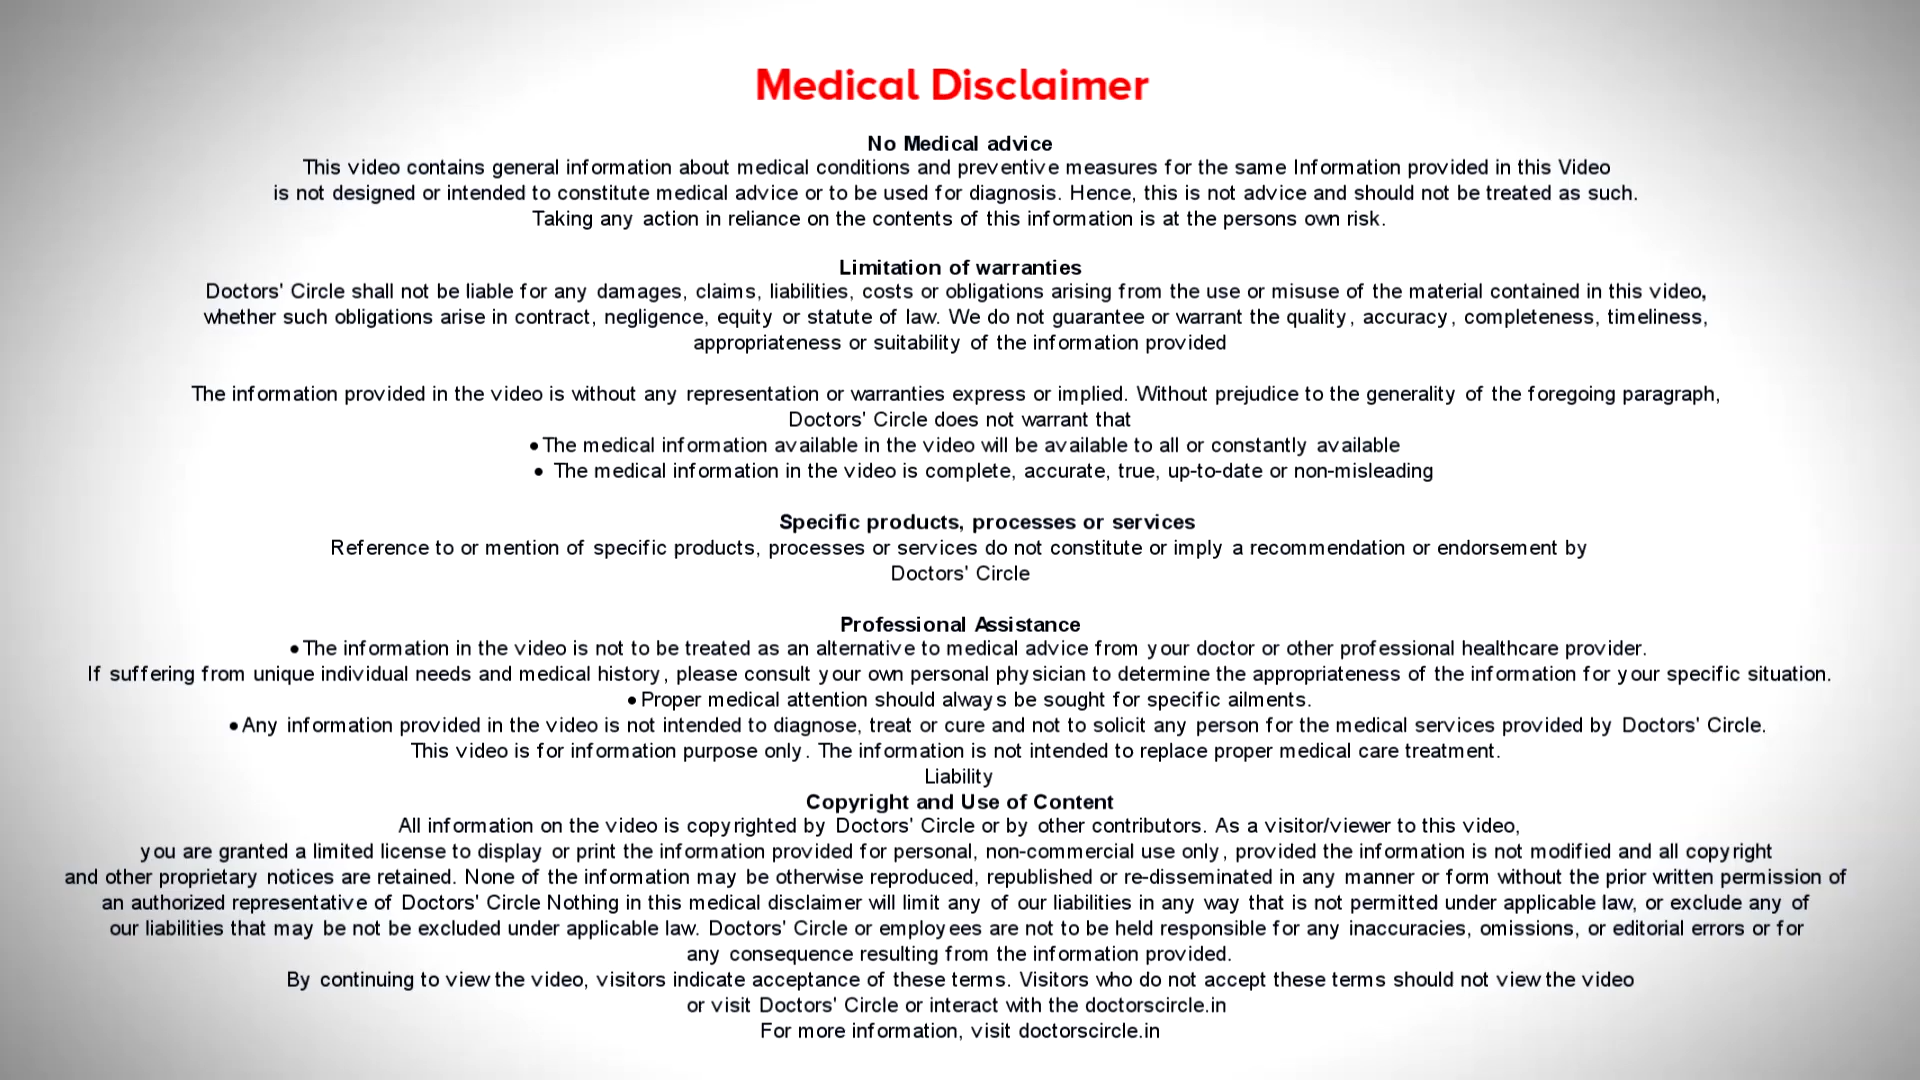 Medical Disclaimer
No Medical advice
This video contains general information about medical conditions and preventive measures for the same Information provided in this Video
is not designed or intended to constitute medical advice or to be used for diagnosis. Hence, this is not advice and should not be treated as such.
Taking any action in reliance on the contents of this information is at the persons own risk.
Limitation of warranties
Doctors' Circle shall not be liable for any damages, claims, liabilities, costs or obligations arising from the use or misuse of the material contained in this video,
whether such obligations arise in contract, negligence, equity or statute of law. We do not guarantee or warrant the quality, accuracy, completeness, timeliness,
appropriateness or suitability of the information provided
The information provided in the video is without any representation or warranties express or implied. Without prejudice to the generality of the foregoing paragraph,
Doctors' Circle does not warrant that
• The medical information available in the video will be available to all or constantly available
• The medical information in the video is complete, accurate, true, up-to-date or non-misleading
Specific products, processes or services
Reference to or mention of specific products, processes or services do not constitute or imply a recommendation or endorsement by
Doctors' Circle
Professional Assistance
• The information in the video is not to be treated as an alternative to medical advice from your doctor or other professional healthcare provider.
If suffering from unique individual needs and medical history, please consult your own personal physician to determine the appropriateness of the information for your specific situation.
• Proper medical attention should always be sought for specific ailments.
• Any information provided in the video is not intended to diagnose, treat or cure and not to solicit any person for the medical services provided by Doctors' Circle.
This video is for information purpose only. The information is not intended to replace proper medical care treatment.
Liability
Copyright and Use of Content
All information on the video is copyrighted by Doctors' Circle or by other contributors. As a visitor/viewer to this video,
you are granted a limited license to display or print the information provided for personal, non-commercial use only, provided the information is not modified and all copyright
and other proprietary notices are retained. None of the information may be otherwise reproduced, republished or re-disseminated in any manner or form without the prior written permission of
an authorized representative of Doctors' Circle Nothing in this medical disclaimer will limit any of our liabilities in any way that is not permitted under applicable law, or exclude any of
our liabilities that may be not be excluded under applicable law. Doctors' Circle or employees are not to be held responsible for any inaccuracies, omissions, or editorial errors or for
any consequence resulting from the information provided.
By continuing to view the video, visitors indicate acceptance of these terms. Visitors who do not accept these terms should not view the video
or visit Doctors' Circle or interact with the doctorscircle.in
For more information, visit doctorscircle.in